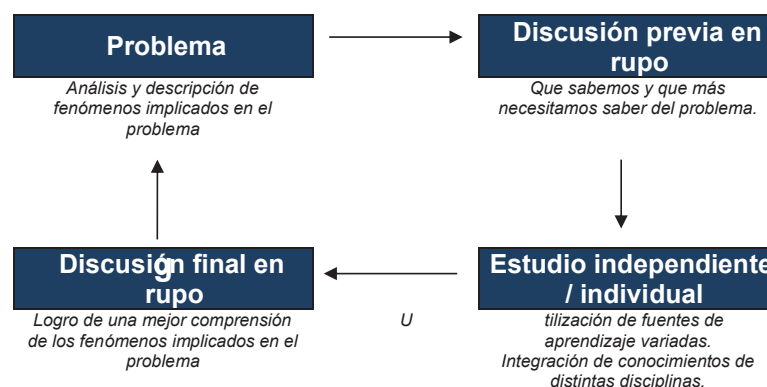 Problema
Análisis y descripción de
fenómenos implicados en el
problema
Discusión previa en
rupo
Que sabemos y que más
necesitamos saber del problema.
Discusión final en
g
rupo
Logro de una mejor comprensión
de los fenómenos implicados en el
problema
U
Estudio independiente
/ individual
tilización de fuentes de
aprendizaje variadas.
Integración de conocimientos de
distintas disciplinas.